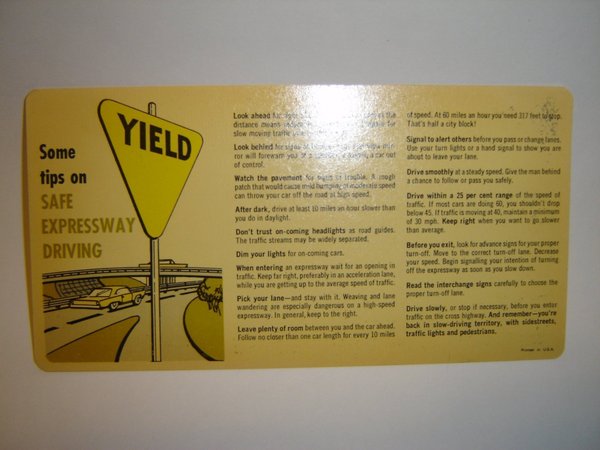 YIELD
Some
tips on
SAFE
EXPRESSWAY
DRIVING
Look ahead for
distance means
slow moving traffic
Look behind for signs
ror will forewarn you of a car out
of control.
Watch the pavement for signs of trouble. A rough
patch that would cause mild bumping at moderate speed
can throw your car off the road at high speed.
After dark, drive at least 10 miles an hour slower than
you do in daylight.
Don't trust on-coming headlights as road guides.
The traffic streams may be widely separated.
Dim your lights for on-coming cars.
When entering an expressway wait for an opening in
traffic. Keep far right, preferably in an acceleration lane,
while you are getting up to the average speed of traffic.
Pick your lane—and stay with it. Weaving and lane
wandering are especially dangerous on a high-speed
expressway. In general, keep to the right.
Leave plenty of room between you and the car ahead.
Follow no closer than one car length for every 10 miles
of speed. At 60 miles an hour you need 317 feet to stop.
That's half a city block!
Signal to alert others before you pass or change lanes.
Use your turn lights or a hand signal to show you are
about to leave your lane.
Drive smoothly at a steady speed. Give the man behind
a chance to follow or pass you safely.
Drive within a 25 per cent range of the speed of
traffic. If most cars are doing 60, you shouldn't drop
below 45. If traffic is moving at 40, maintain a minimum
of 30 mph. Keep right when you want to go slower
than average.
Before you exit, look for advance signs for your proper
turn-off. Move to the correct turn-off lane. Decrease
your speed. Begin signalling your intention of turning
off the expressway as soon as you slow down.
Read the interchange signs carefully to choose the
proper turn-off lane.
Drive slowly, or stop if necessary, before you enter
traffic on the cross highway. And remember—you're
back in slow-driving territory, with sidestreets,
traffic lights and pedestrians.
Printed in U.S.A.